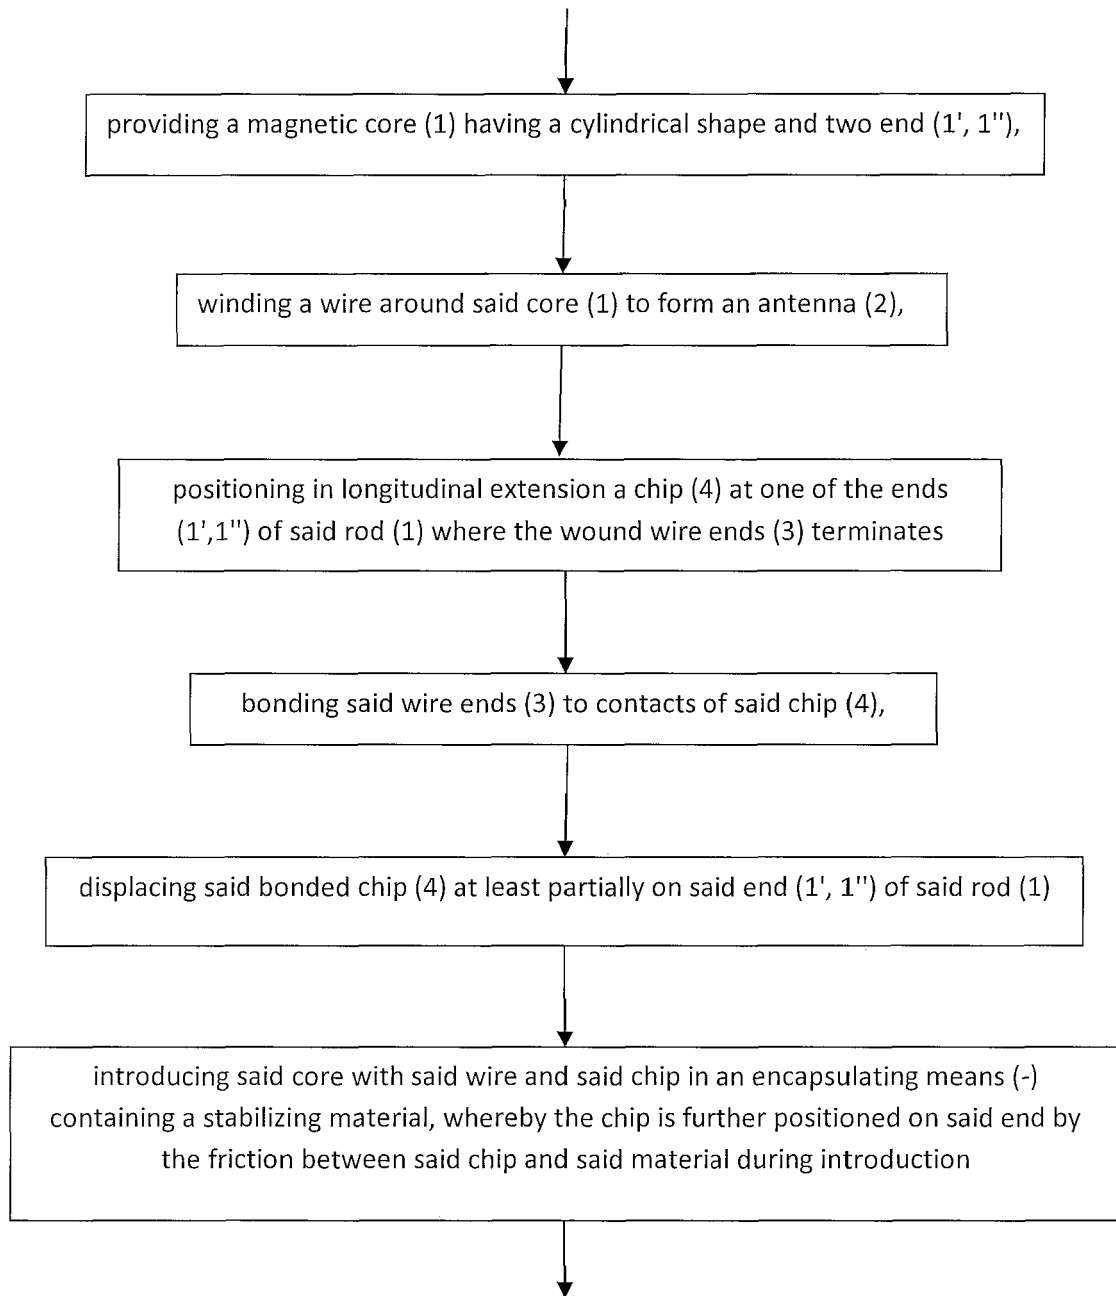 providing a magnetic core (1) having a cylindrical shape and two end (1', 1''),
winding a wire around said core (1) to form an antenna (2),
positioning in longitudinal extension a chip (4) at one of the ends
(1',1'') of said rod (1) where the wound wire ends (3) terminates
bonding said wire ends (3) to contacts of said chip (4),
displacing said bonded chip (4) at least partially on said end (1', 1'') of said rod (1)
introducing said core with said wire and said chip in an encapsulating means (-)
containing a stabilizing material, whereby the chip is further positioned on said end by
the friction between said chip and said material during introduction